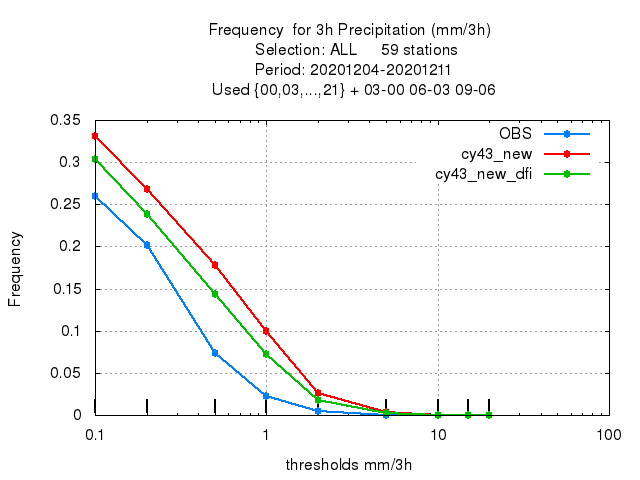 Frequency for 3h Precipitation (mm/3h)
Selection: ALL 59 stations
Period: 20201204-20201211
Used {00,03,...,21} + 03-00 06-03 09-06
OBS
cy43_new
cy43_new_dfi
Frequency
0.35
0.3
0.25
0.2
0.15
0.1
0.05
0
0.1 1 10 100
thresholds mm/3h